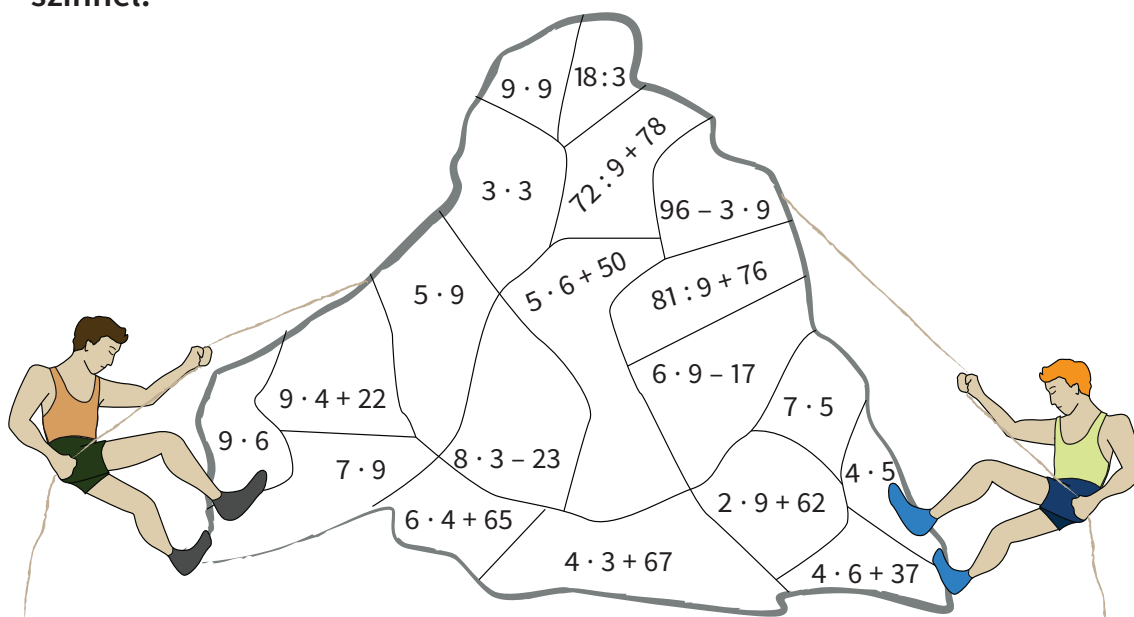 színnel.
9 · 9
18 : 3
3 · 3
72 : 9 + 78
96 – 3 · 9
5 · 9
5 · 6 + 50
81 : 9 + 76
9 · 4 + 22
6 · 9 – 17
9 · 6
7 · 9
8 · 3 – 23
7 · 5
4 · 5
6 · 4 + 65
2 · 9 + 62
4 · 3 + 67
4 · 6 + 37